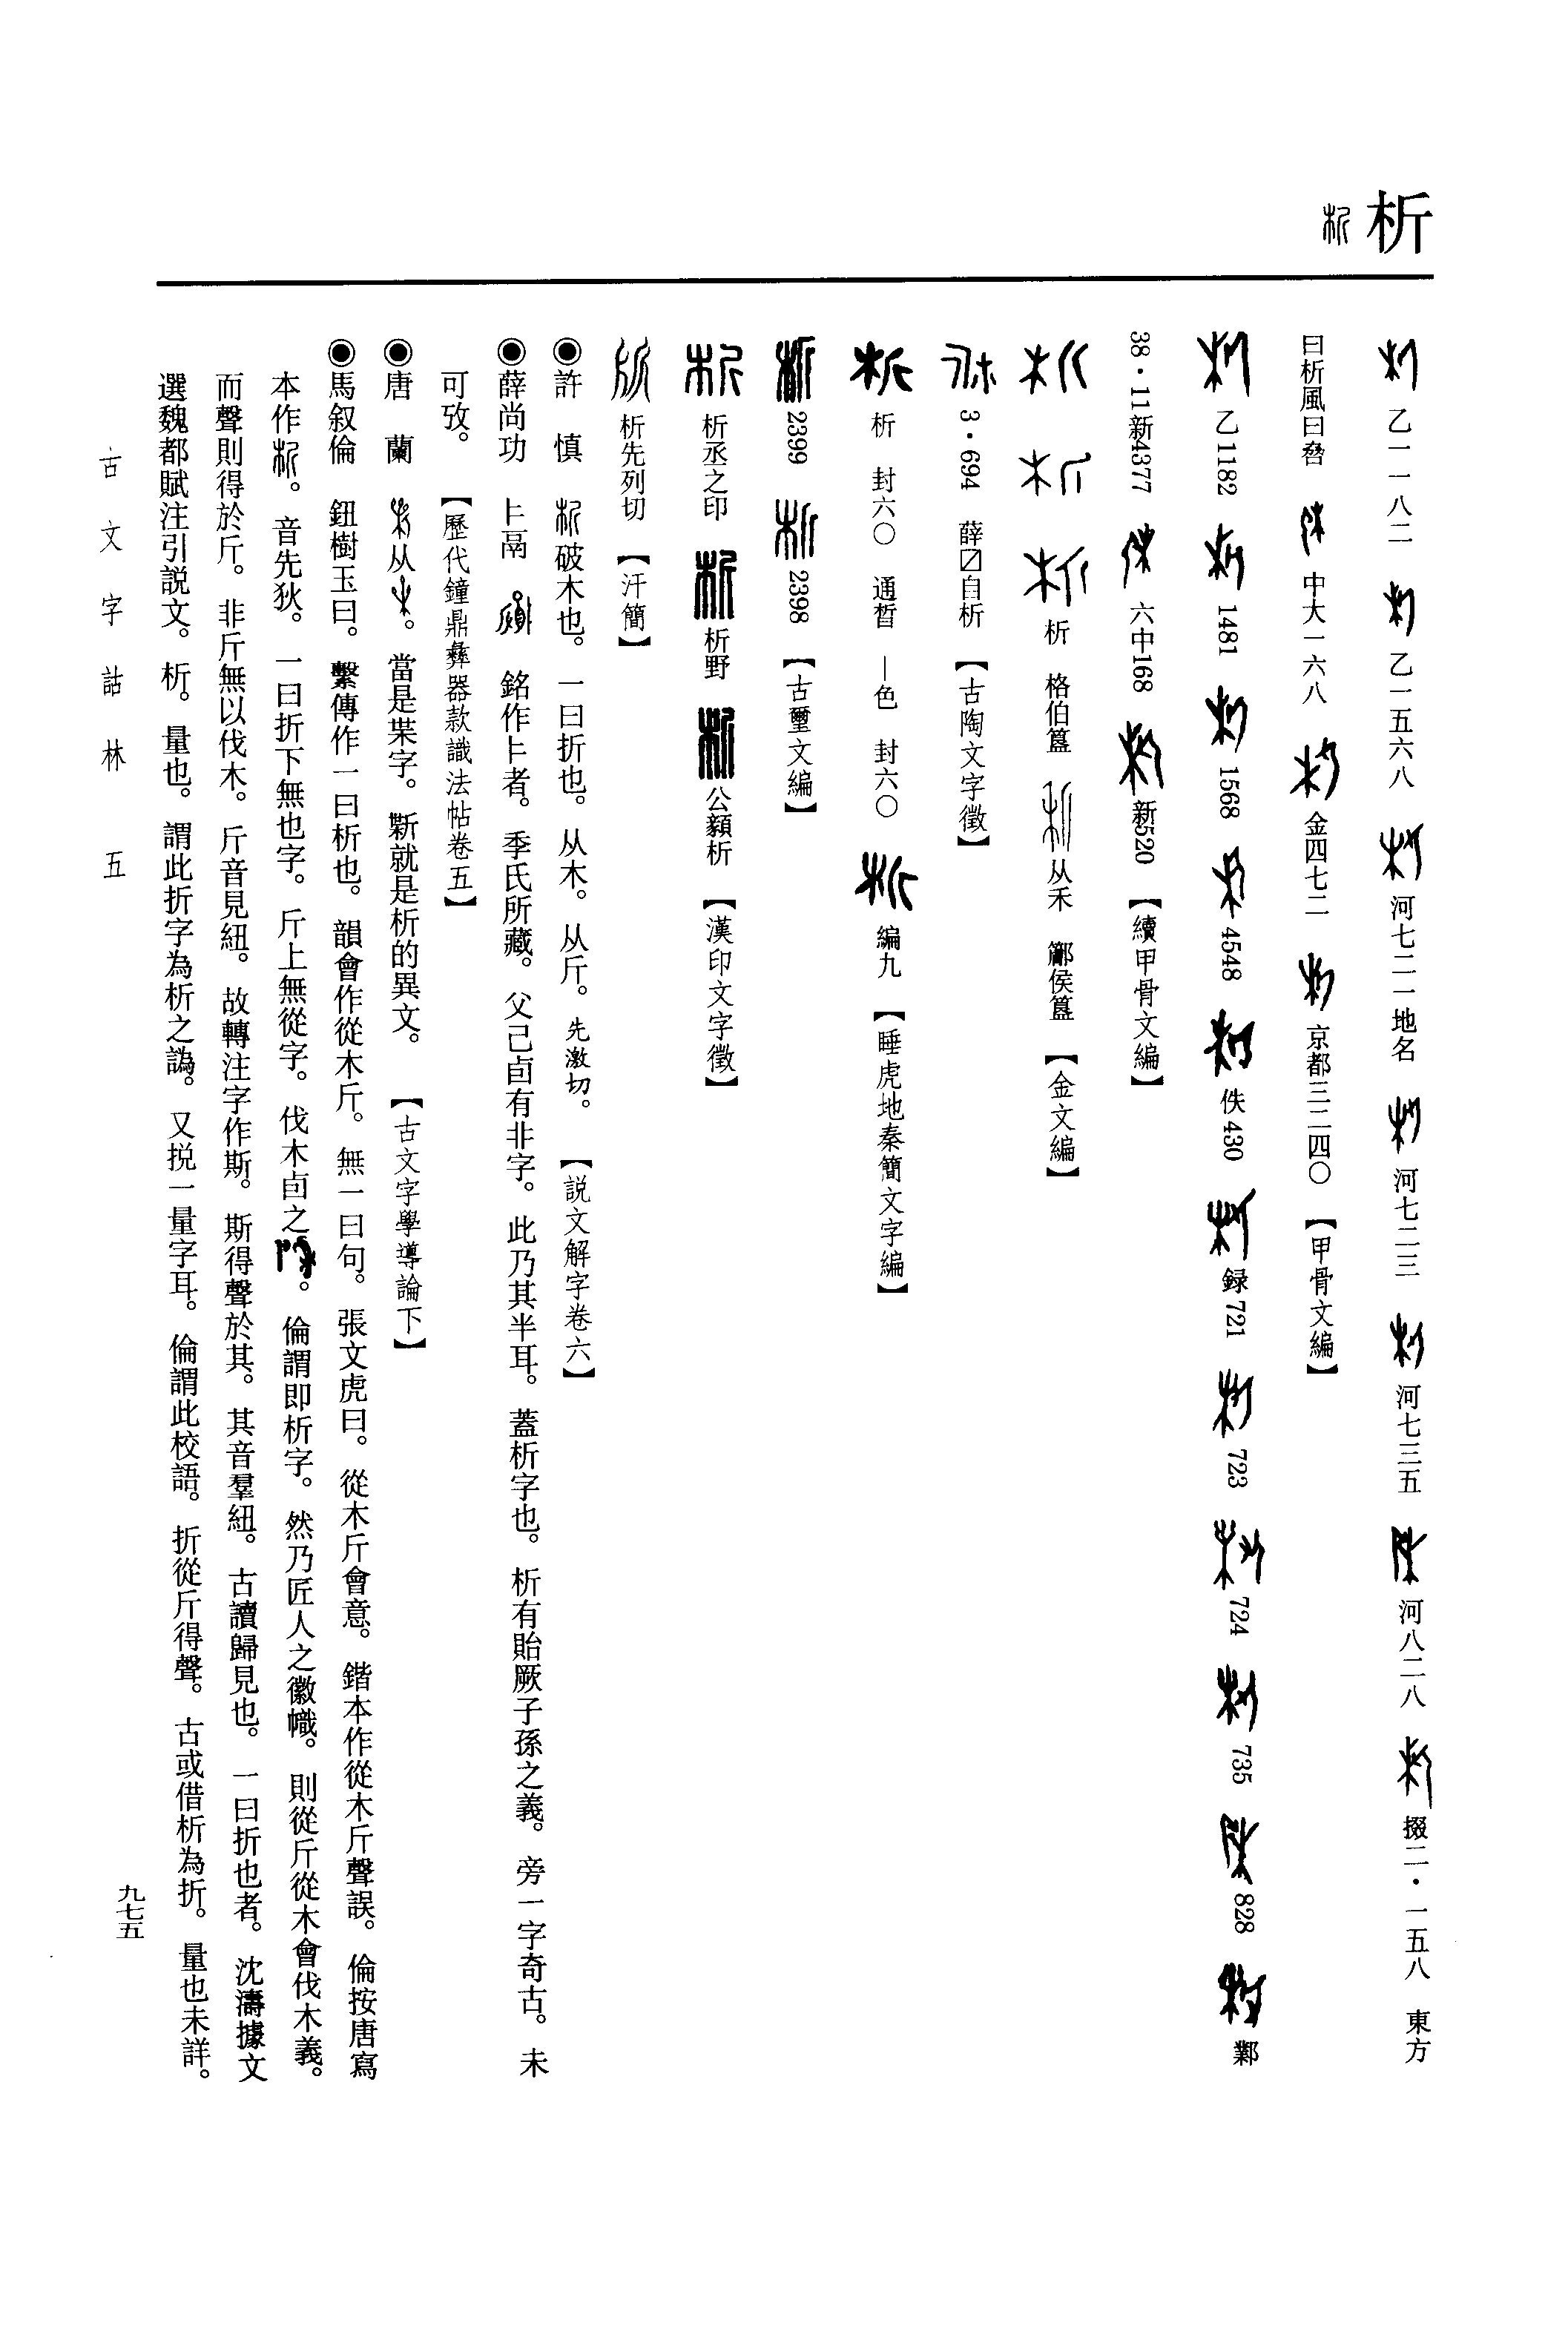 析
乙一一八二 乙一五六八 河七二一地名 河七二三 河七三五 河八二八 掇二·一五八 東方
曰析風曰劦 中大一六八 金四七二 京都三二四〇 【甲骨文編】
乙1182 1481 1568 4548 佚430 録721 723 724 735 828 鄴
38·11新4377 六中168 新520 【續甲骨文編】
析 格伯簋 从禾 鄘侯簋 【金文編】
3·694 薛☑自析 【古陶文字徵】
析 封六〇 通晳 —色 封六〇 編九 【睡虎地秦簡文字編】
2399 2398 【古璽文編】
析丞之印 析野 公顡析 【漢印文字徵】
析先列切 【汗簡】
◉許 慎 破木也。一曰折也。从木。从斤。先激切。 【説文解字卷六】
◉薛尚功 鬲 銘作者。季氏所藏。父己卣有非字。此乃其半耳。蓋析字也。析有貽厥子孫之義。旁一字奇古。未
可攷。 【歷代鐘鼎彝器款識法帖卷五】
◉唐 蘭 从。當是枼字。就是析的異文。 【古文字學導論下】
◉馬叙倫 鈕樹玉曰。繫傳作一曰析也。韻會作從木斤。無一曰句。張文虎曰。從木斤會意。鍇本作從木斤聲誤。倫按唐寫
本作。音先狄。一曰折下無也字。斤上無從字。伐木卣之。倫謂即析字。然乃匠人之徽幟。則從斤從木會伐木義。
而聲則得於斤。非斤無以伐木。斤音見紐。故轉注字作斯。斯得聲於其。其音羣紐。古讀歸見也。一曰折也者。沈濤據文
選魏都賦注引説文。析。量也。謂此折字為析之譌。又挩一量字耳。倫謂此校語。折從斤得聲。古或借析為折。量也未詳。
古文字詁林 五
九七五